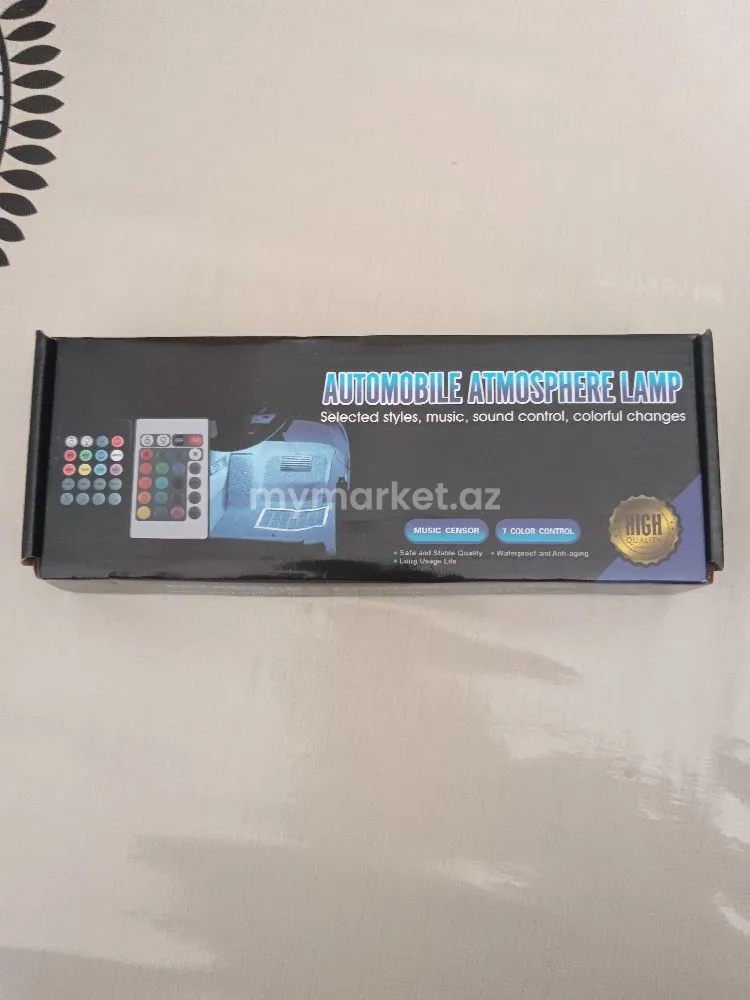 AUTOMOBILE ATMOSPHERE LAMP
Selected styles, music, sound control, colorful changes
OFF
mymarket.az
MUSIC CENSOR
7 COLOR CONTROL
HIGH
QUALITY
Safe and Stable Quality
Waterproof and Anti-aging
Long Usage Life